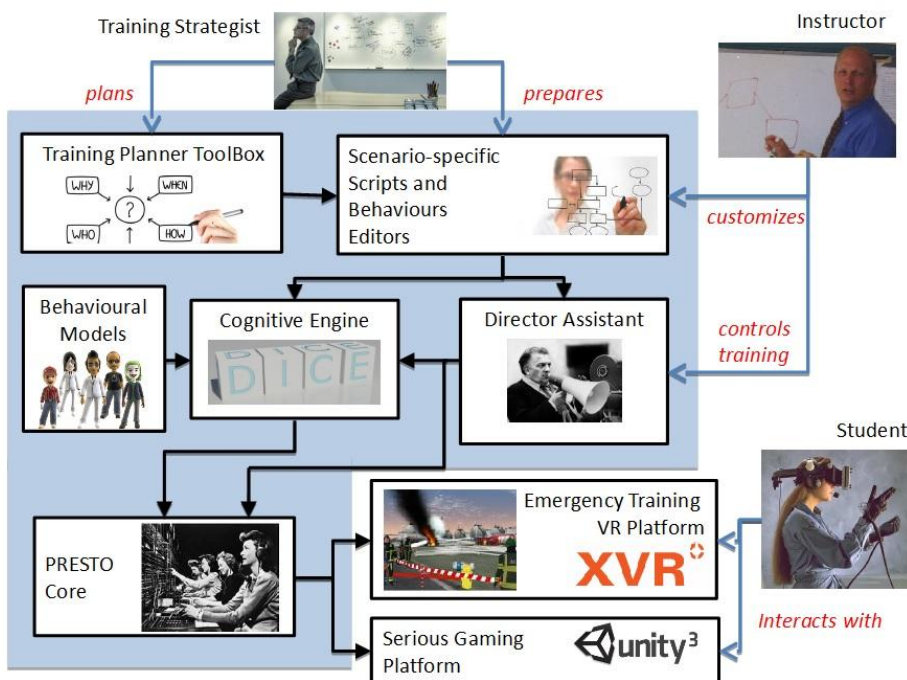 Training Strategist
Instructor
plans
prepares
Training Planner ToolBox
WHY
WHEN
?
WHO
HOW
Scenario-specific
Scripts and
Behaviours
Editors
customizes
Behavioural
Models
Cognitive Engine
DICE
Director Assistant
controls
training
Student
PRESTO
Core
Emergency Training
VR Platform
XVR
Interacts with
Serious Gaming
Platform
unity3